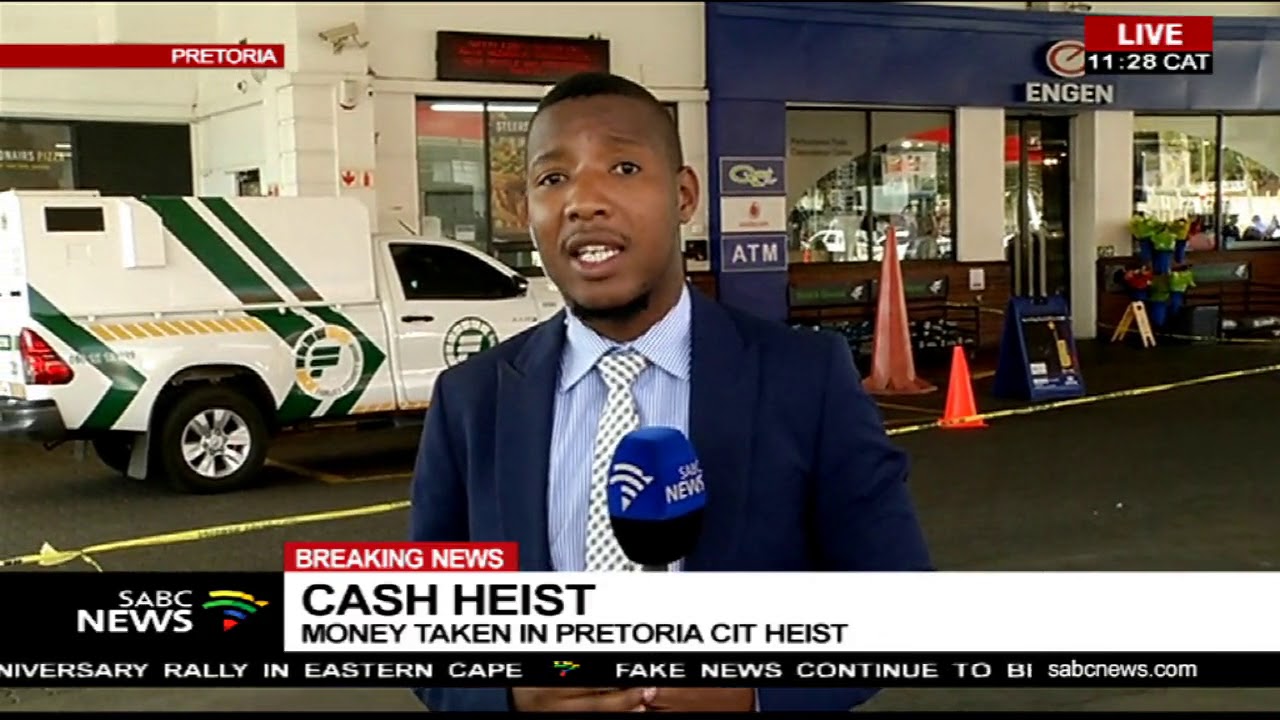 PRETORIA
LIVE
11:28 CAT
ENGEN
ATM
SABC
NEWS
BREAKING NEWS
CASH HEIST
MONEY TAKEN IN PRETORIA CIT HEIST
SABC
NEWS
NIVERSARY RALLY IN EASTERN CAPE FAKE NEWS CONTINUE TO BI sabcnews.com